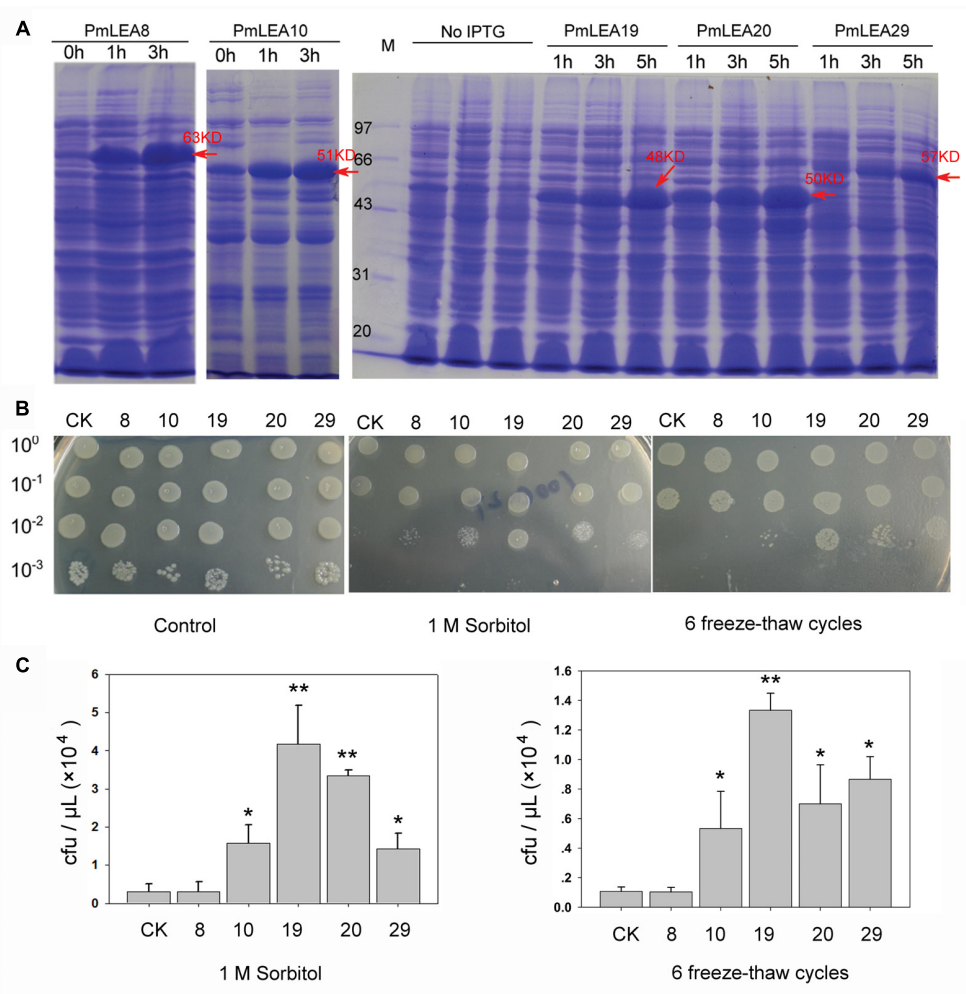 A
PmLEA8 PmLEA10 M No IPTG PmLEA19 PmLEA20 PmLEA29
0h 1h 3h 0h 1h 3h 1h 3h 5h 1h 3h 5h 1h 3h 5h
63KD
51KD
48KD
50KD
57KD
97
66
43
31
20
B
CK 8 10 19 20 29 CK 8 10 19 20 29 CK 8 10 19 20 29
10⁰
10⁻¹
10⁻²
10⁻³
Control 1 M Sorbitol 6 freeze-thaw cycles
C
cfu / µL (×10⁴)
6
5
4
3
2
1
0
* ** ** *
CK 8 10 19 20 29
1 M Sorbitol
cfu / µL (×10⁴)
1.6
1.4
1.2
1.0
.8
.6
.4
.2
0.0
* ** * *
CK 8 10 19 20 29
6 freeze-thaw cycles